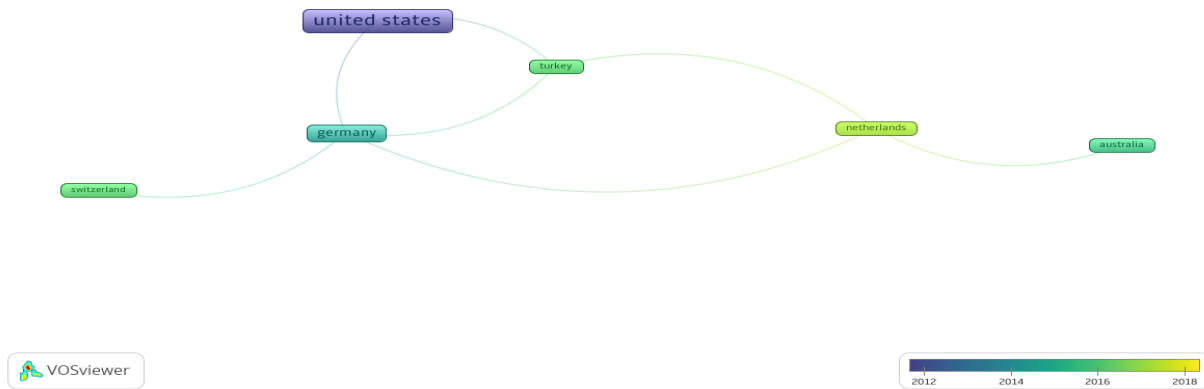 united states
turkey
germany
netherlands
australia
switzerland
VOSviewer
2012 2014 2016 2018